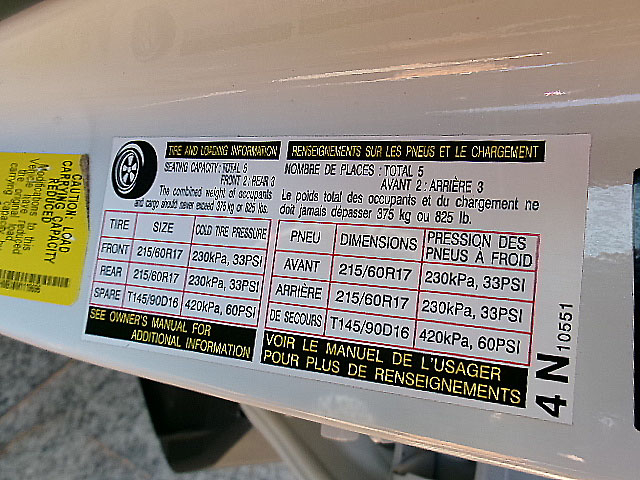 CAUTION: LOAD
CARRYING CAPACITY
REDUCED
Modifications to this
TIRE AND LOADING INFORMATION
SEATING CAPACITY: TOTAL 5
FRONT 2 : REAR 3
The combined weight of occupants
and cargo should never exceed 375 kg or 825 lbs.
TIRE SIZE COLD TIRE PRESSURE
FRONT 215/60R17 230kPa, 33PSI
REAR 215/60R17 230kPa, 33PSI
SPARE T145/90D16 420kPa, 60PSI
SEE OWNER'S MANUAL FOR
ADDITIONAL INFORMATION
RENSEIGNEMENTS SUR LES PNEUS ET LE CHARGEMENT
NOMBRE DE PLACES : TOTAL 5
AVANT 2 : ARRIÈRE 3
Le poids total des occupants et du chargement ne
doit jamais dépasser 375 kg ou 825 lb.
PNEU DIMENSIONS PRESSION DES PNEUS À FROID
AVANT 215/60R17 230kPa, 33PSI
ARRIÈRE 215/60R17 230kPa, 33PSI
DE SECOURS T145/90D16 420kPa, 60PSI
VOIR LE MANUEL DE L'USAGER
POUR PLUS DE RENSEIGNEMENTS
4 N 10551